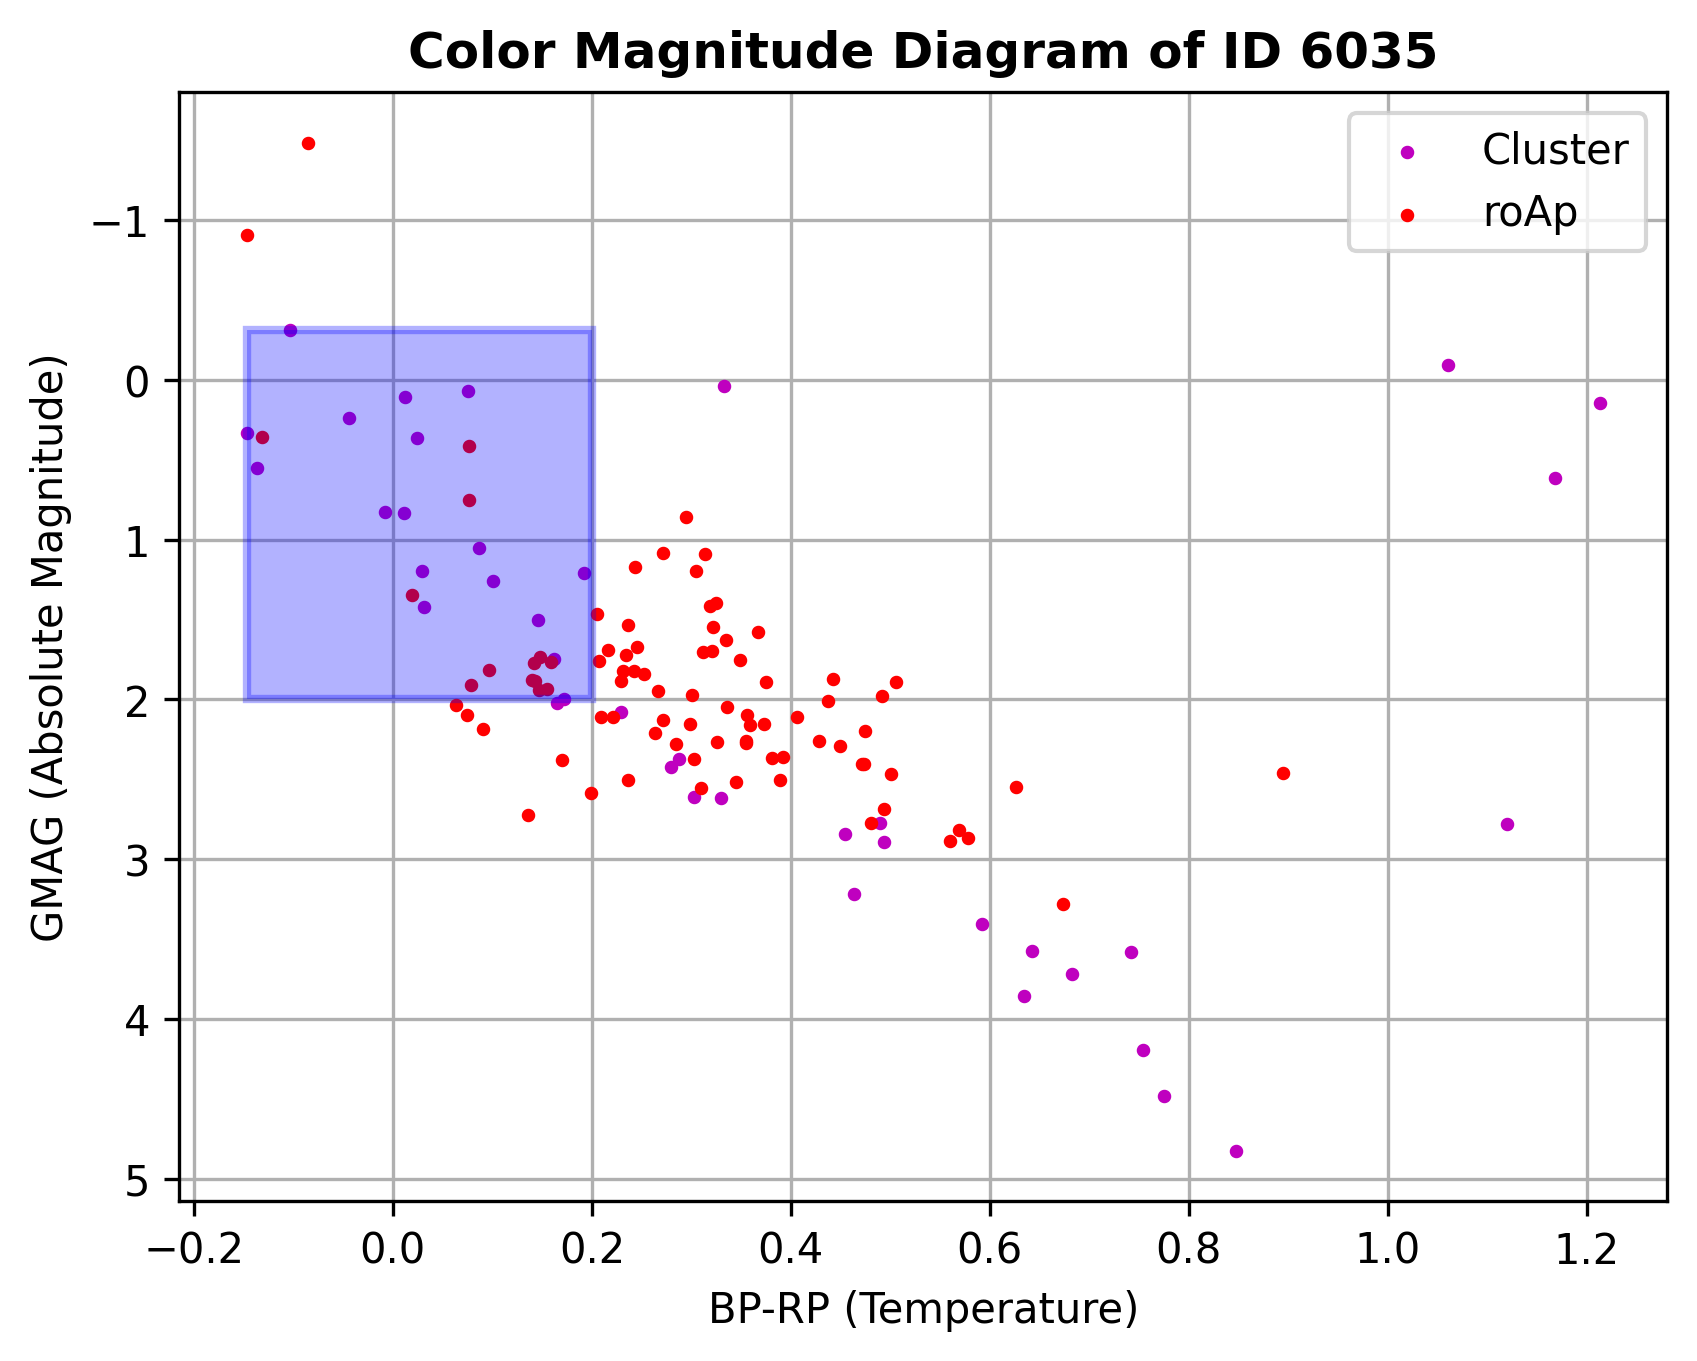 Color Magnitude Diagram of ID 6035
Cluster
roAp
GMAG (Absolute Magnitude)
−1
0
1
2
3
4
5
−0.2 0.0 0.2 0.4 0.6 0.8 1.0 1.2
BP-RP (Temperature)